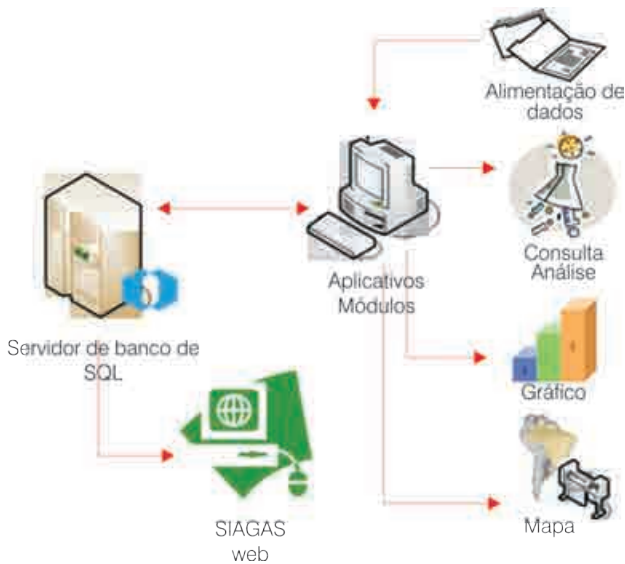 Alimentação de
dados
Consulta
Análise
Aplicativos
Módulos
Servidor de banco de
SQL
Gráfico
SIAGAS
web
Mapa